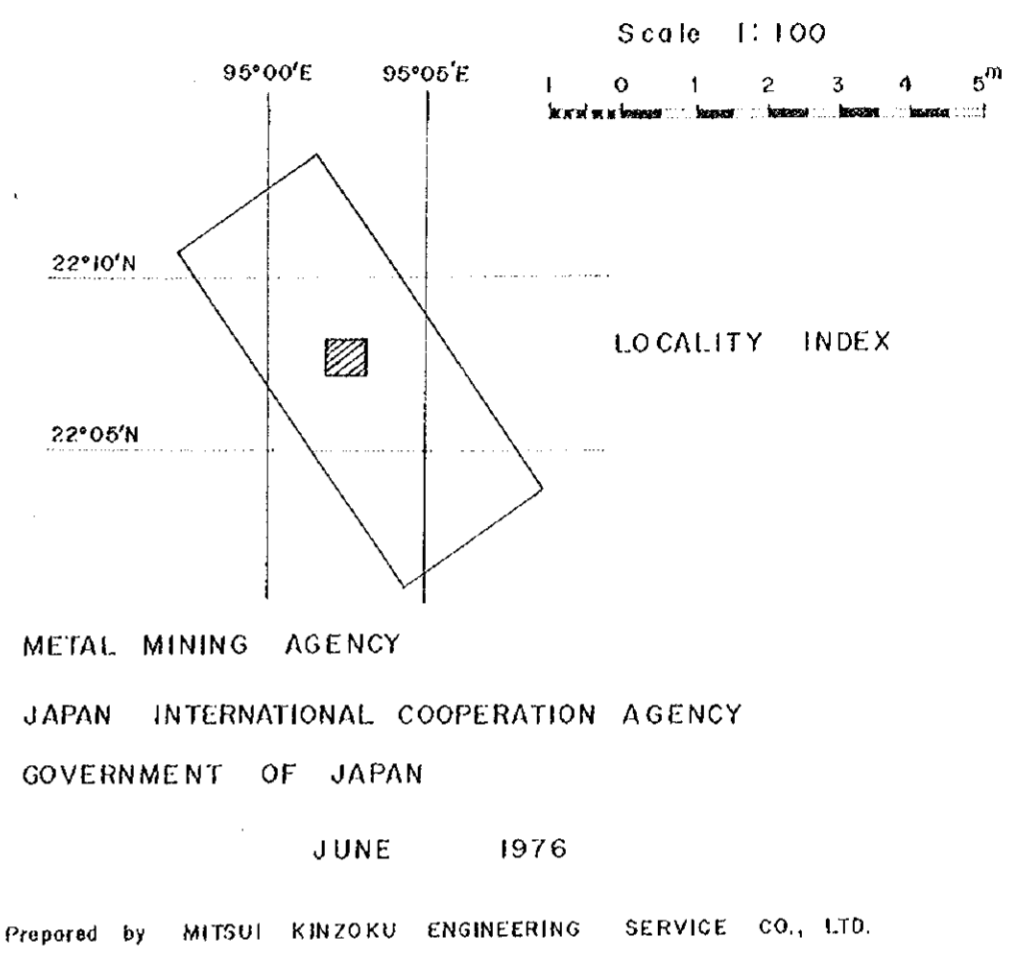 Scale 1:100
1 0 1 2 3 4 5m
95°00'E 95°05'E
22°10'N
LOCALITY INDEX
22°05'N
METAL MINING AGENCY
JAPAN INTERNATIONAL COOPERATION AGENCY
GOVERNMENT OF JAPAN
JUNE 1976
Prepared by MITSUI KINZOKU ENGINEERING SERVICE CO., LTD.